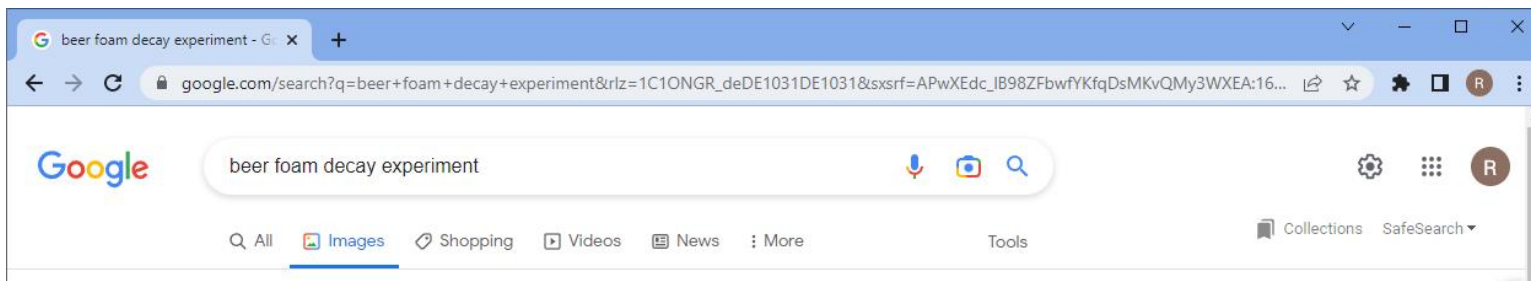 beer foam decay experiment - Go
google.com/search?q=beer+foam+decay+experiment&rlz=1C1ONGR_deDE1031DE1031&sxsrf=APwXEdc_IB98ZFbwfYKfqDsMKvQMy3WXEA:16... R
Google beer foam decay experiment R
All Images Shopping Videos News More Tools Collections SafeSearch